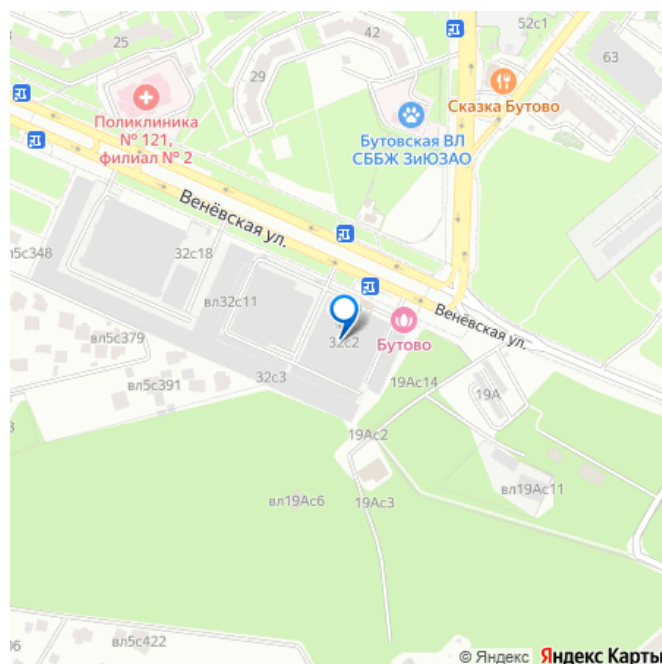 52с1
25
42
63
29
Сказка Бутово
Поликлиника
№ 121,
филиал № 2
Бутовская ВЛ
СББЖ ЗиЮЗАО
Венёвская ул.
вл5с348
32с18
вл32с11
Венёвская ул.
Бутово
32с2
вл5с379
32с3
19Ас14
вл5с391
19А
19Ас2
вл19Ас11
вл19Ас6
19Ас3
вл5с422
© Яндекс Яндекс Карты